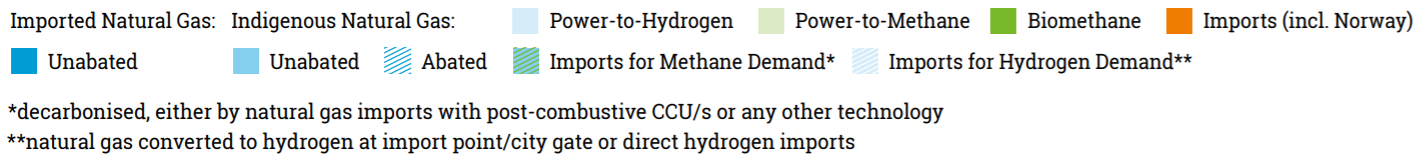 Imported Natural Gas: Indigenous Natural Gas: Power-to-Hydrogen Power-to-Methane Biomethane Imports (incl. Norway)
Unabated Unabated Abated Imports for Methane Demand* Imports for Hydrogen Demand**
*decarbonised, either by natural gas imports with post-combustive CCU/s or any other technology
**natural gas converted to hydrogen at import point/city gate or direct hydrogen imports